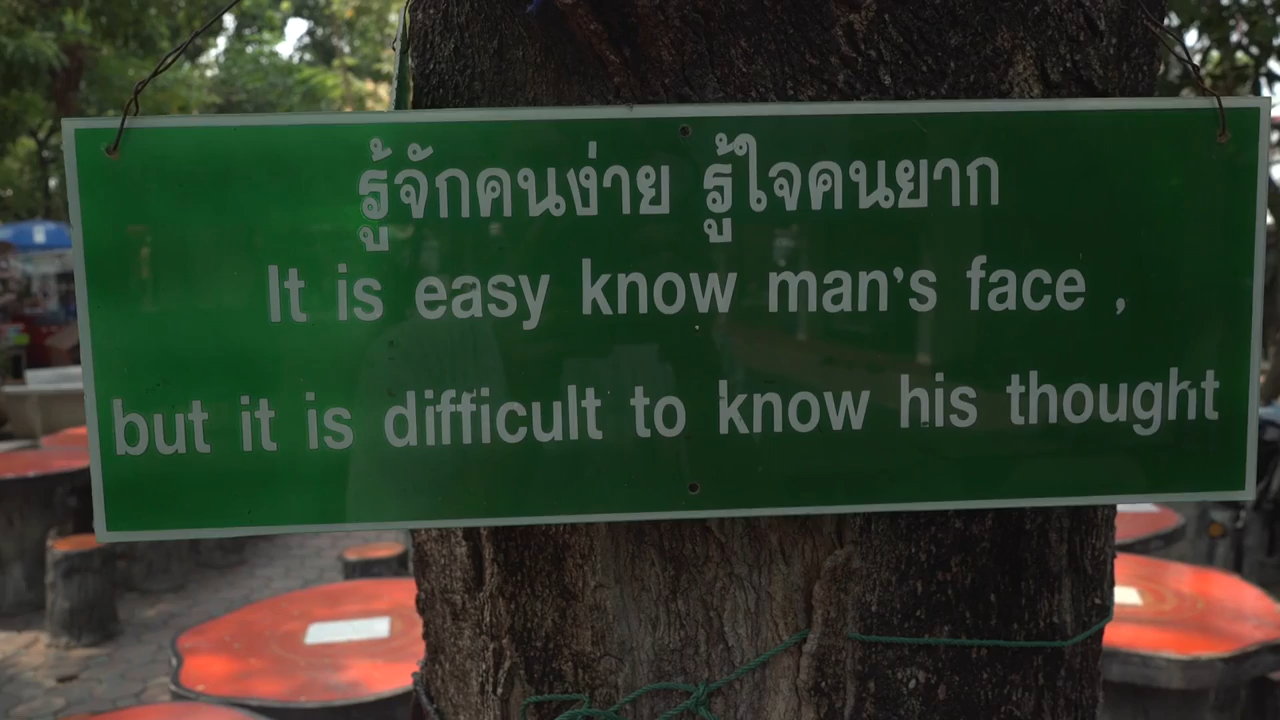 รู้จักคนง่าย รู้ใจคนยาก
It is easy know man's face ,
but it is difficult to know his thought